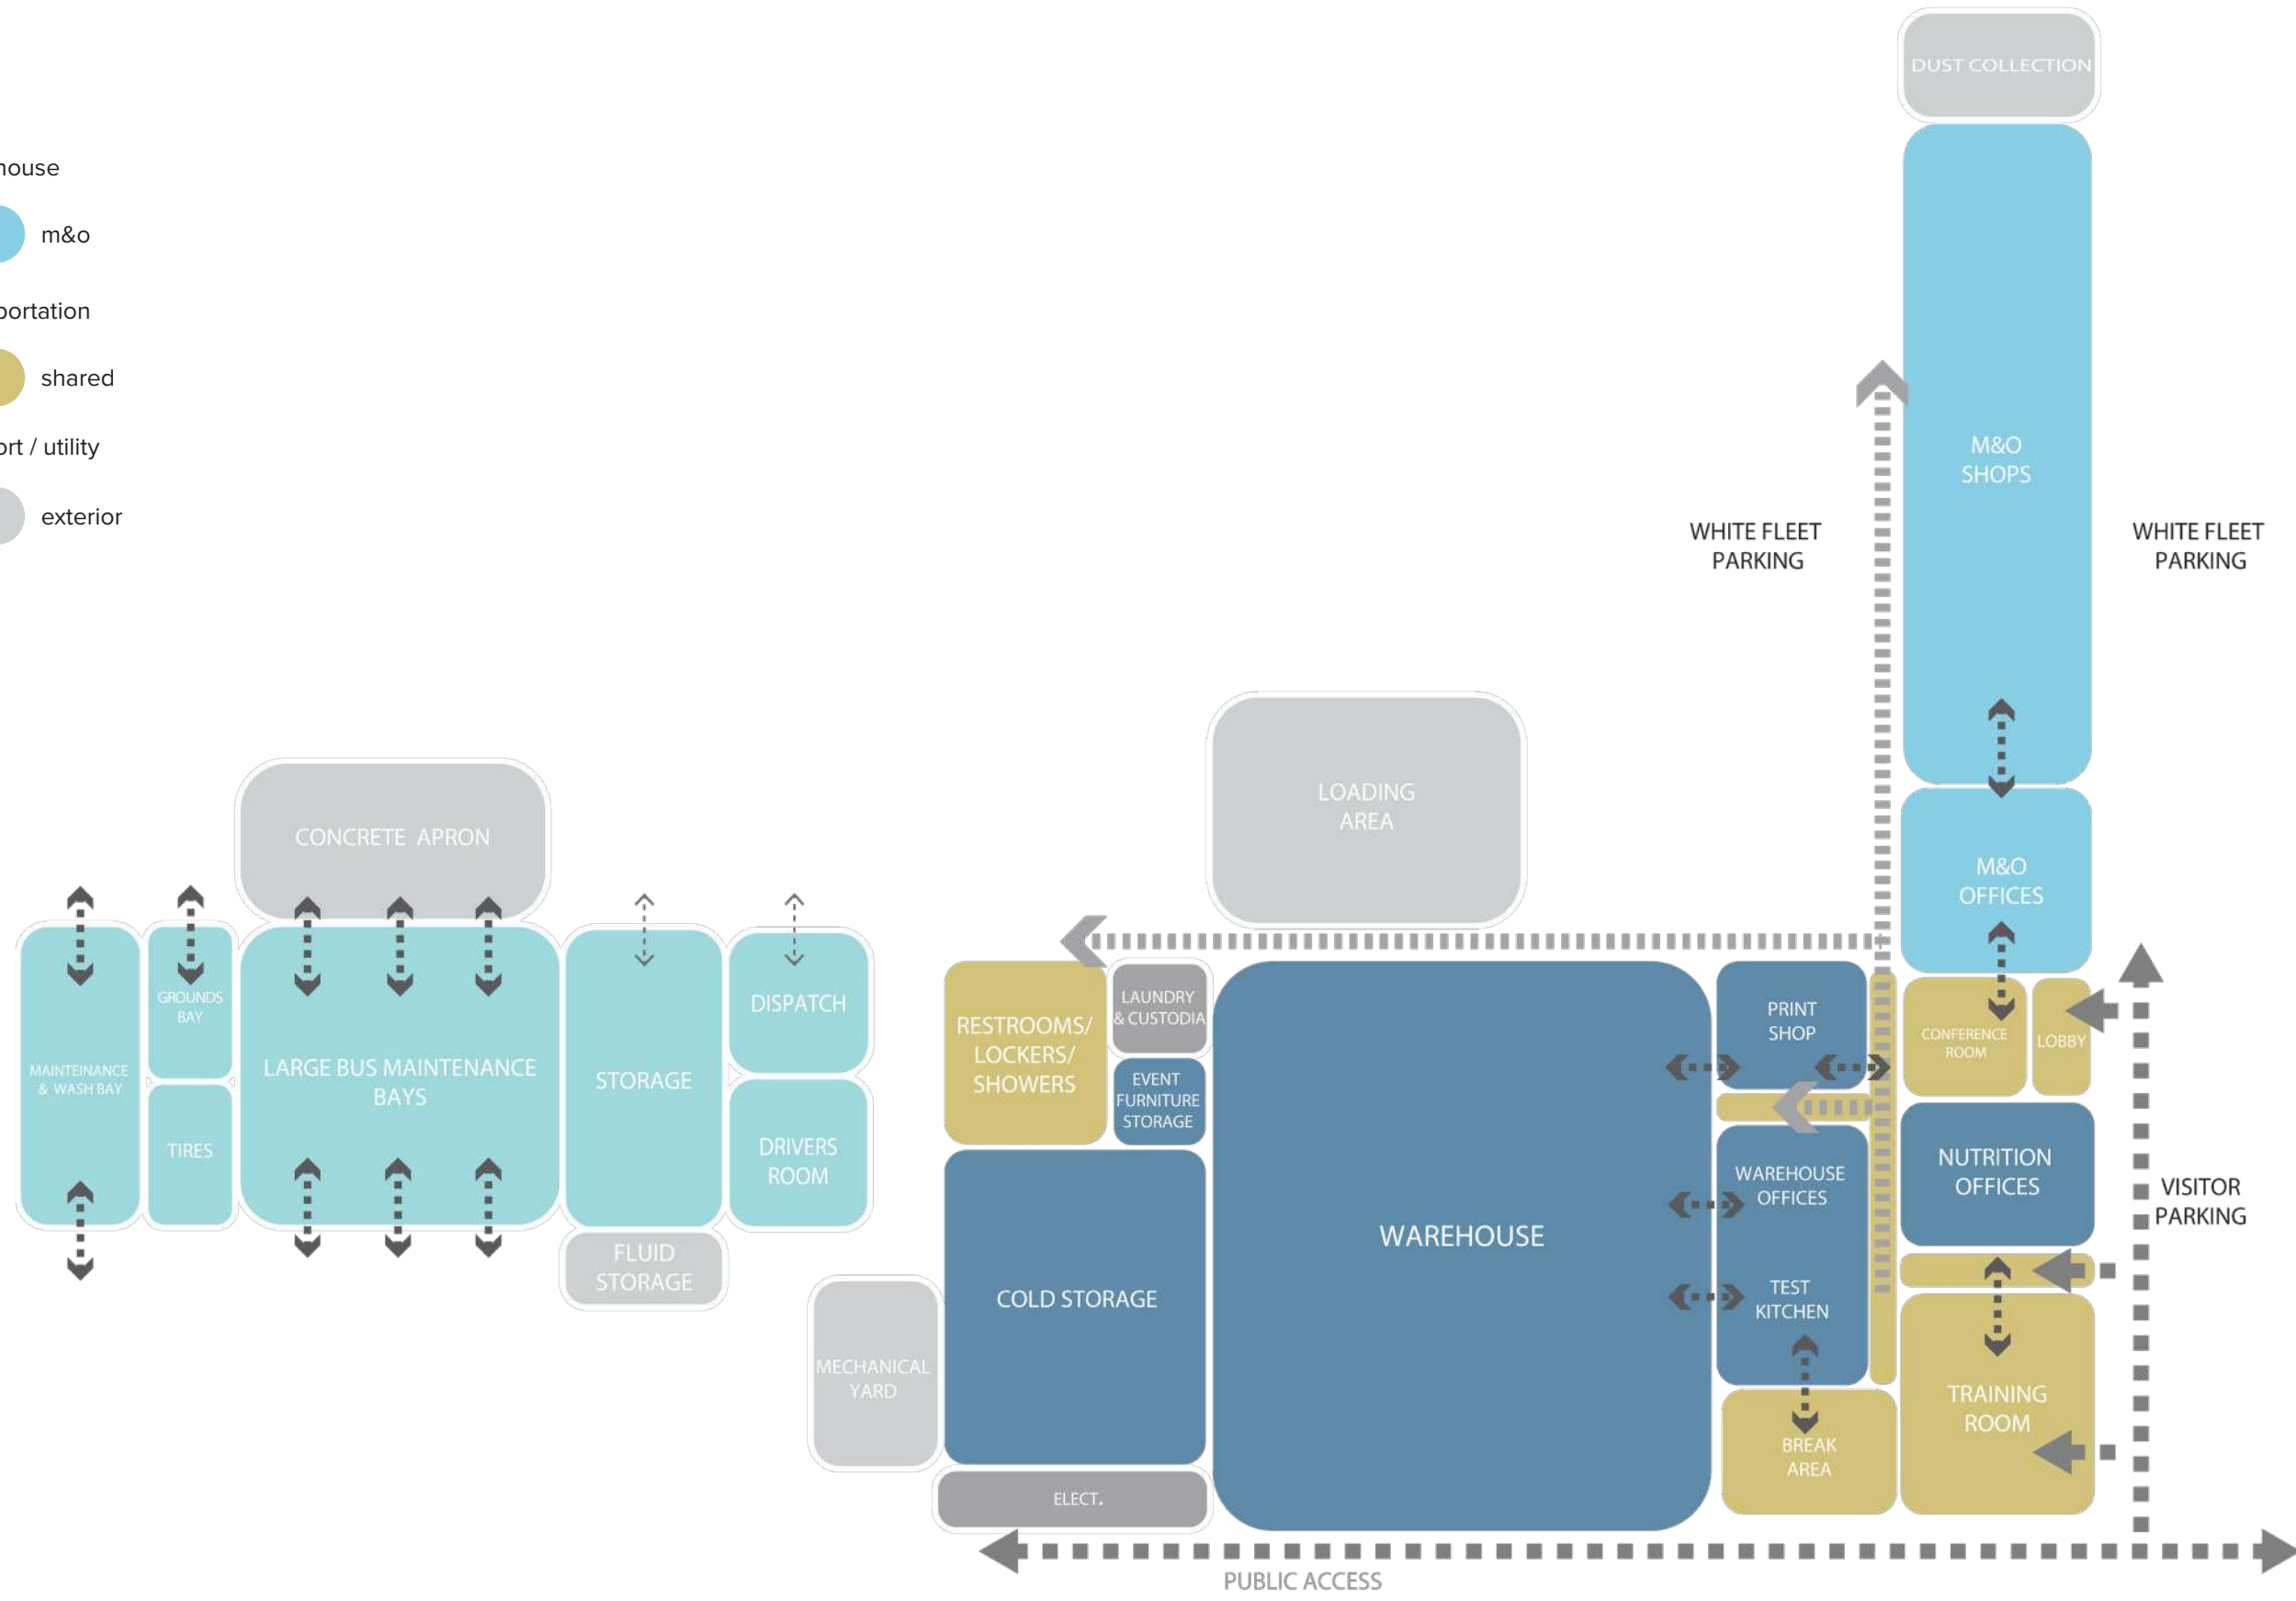 DUST COLLECTION
house
m&o
portation
shared
ort / utility
exterior
M&O
SHOPS
WHITE FLEET
PARKING
WHITE FLEET
PARKING
LOADING
AREA
CONCRETE APRON
M&O
OFFICES
GROUNDS
BAY
DISPATCH
MAINTEINANCE
& WASH BAY
LARGE BUS MAINTENANCE
BAYS
STORAGE
TIRES
DRIVERS
ROOM
FLUID
STORAGE
RESTROOMS/
LOCKERS/
SHOWERS
LAUNDRY
& CUSTODIA
EVENT
FURNITURE
STORAGE
PRINT
SHOP
CONFERENCE
ROOM
LOBBY
WAREHOUSE
OFFICES
NUTRITION
OFFICES
VISITOR
PARKING
WAREHOUSE
COLD STORAGE
TEST
KITCHEN
MECHANICAL
YARD
TRAINING
ROOM
BREAK
AREA
ELECT.
PUBLIC ACCESS